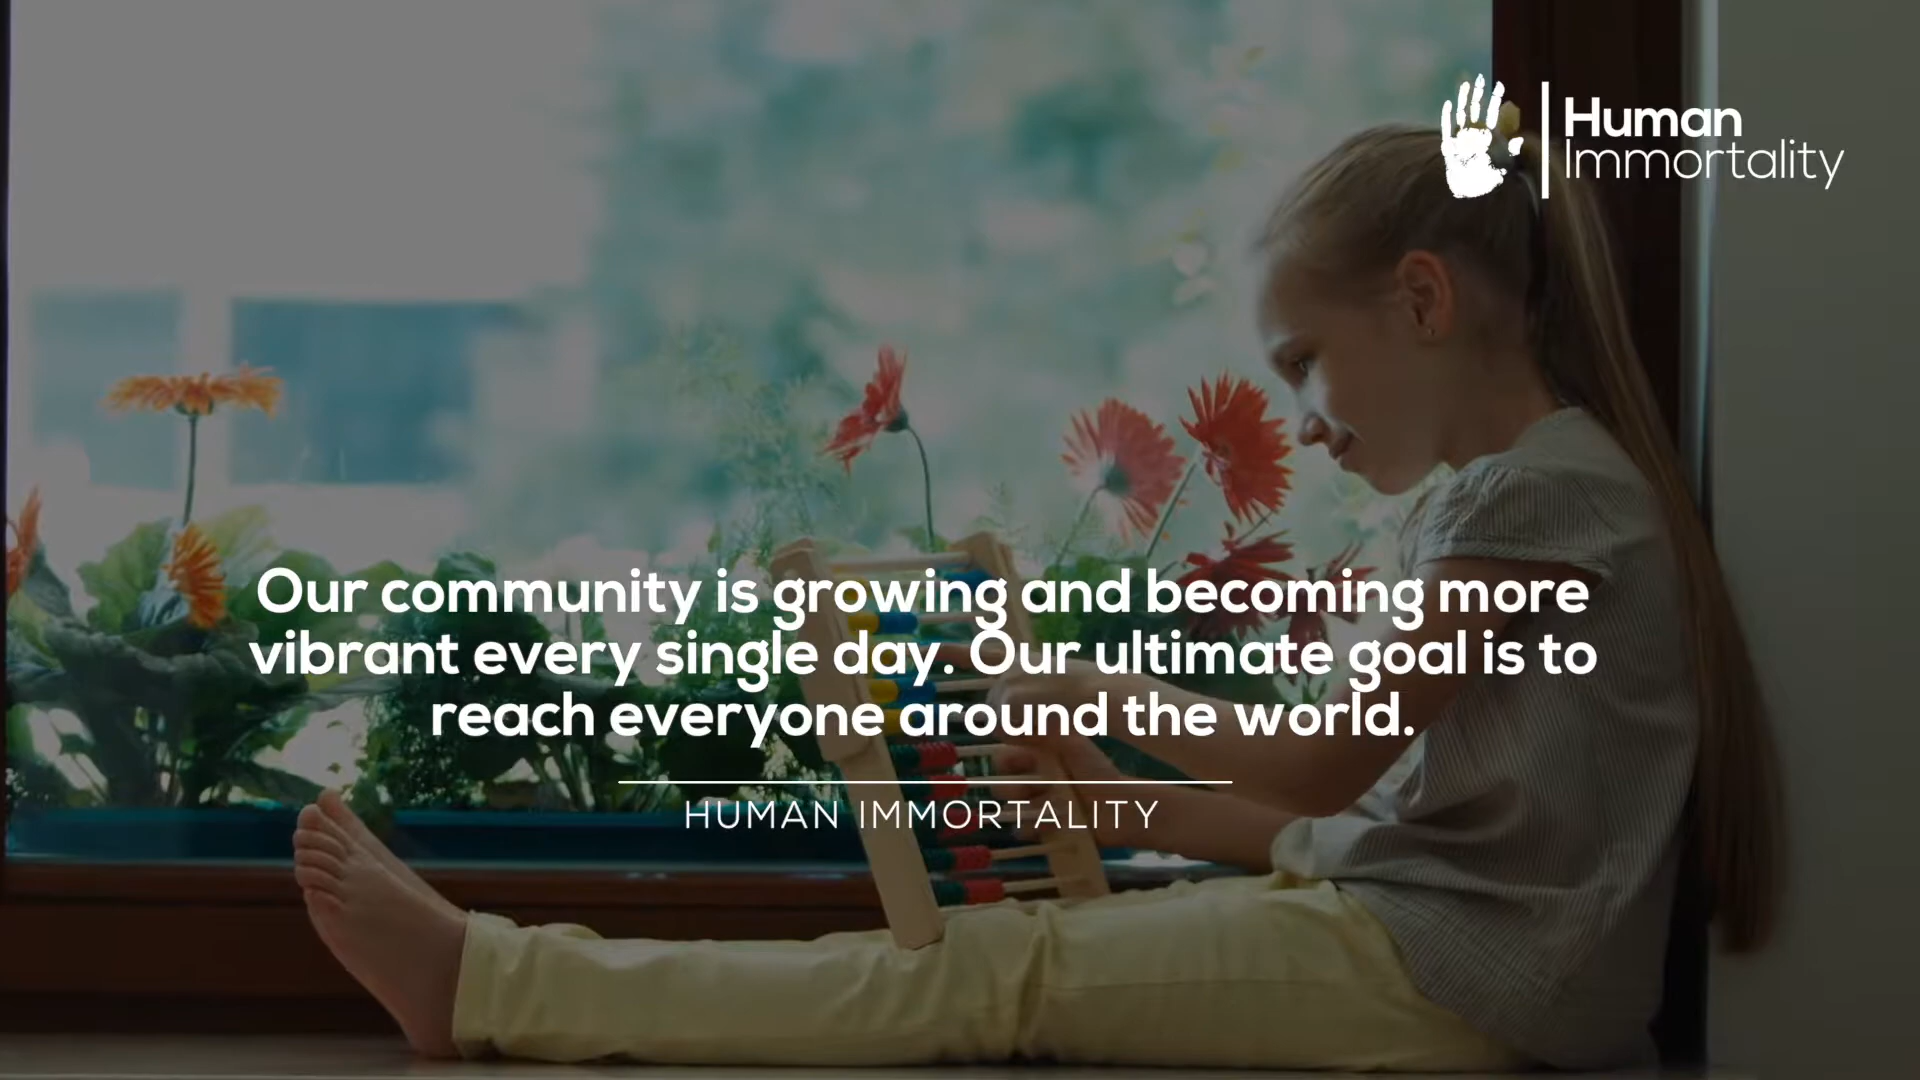 Human
Immortality
Our community is growing and becoming more
vibrant every single day. Our ultimate goal is to
reach everyone around the world.
HUMAN IMMORTALITY